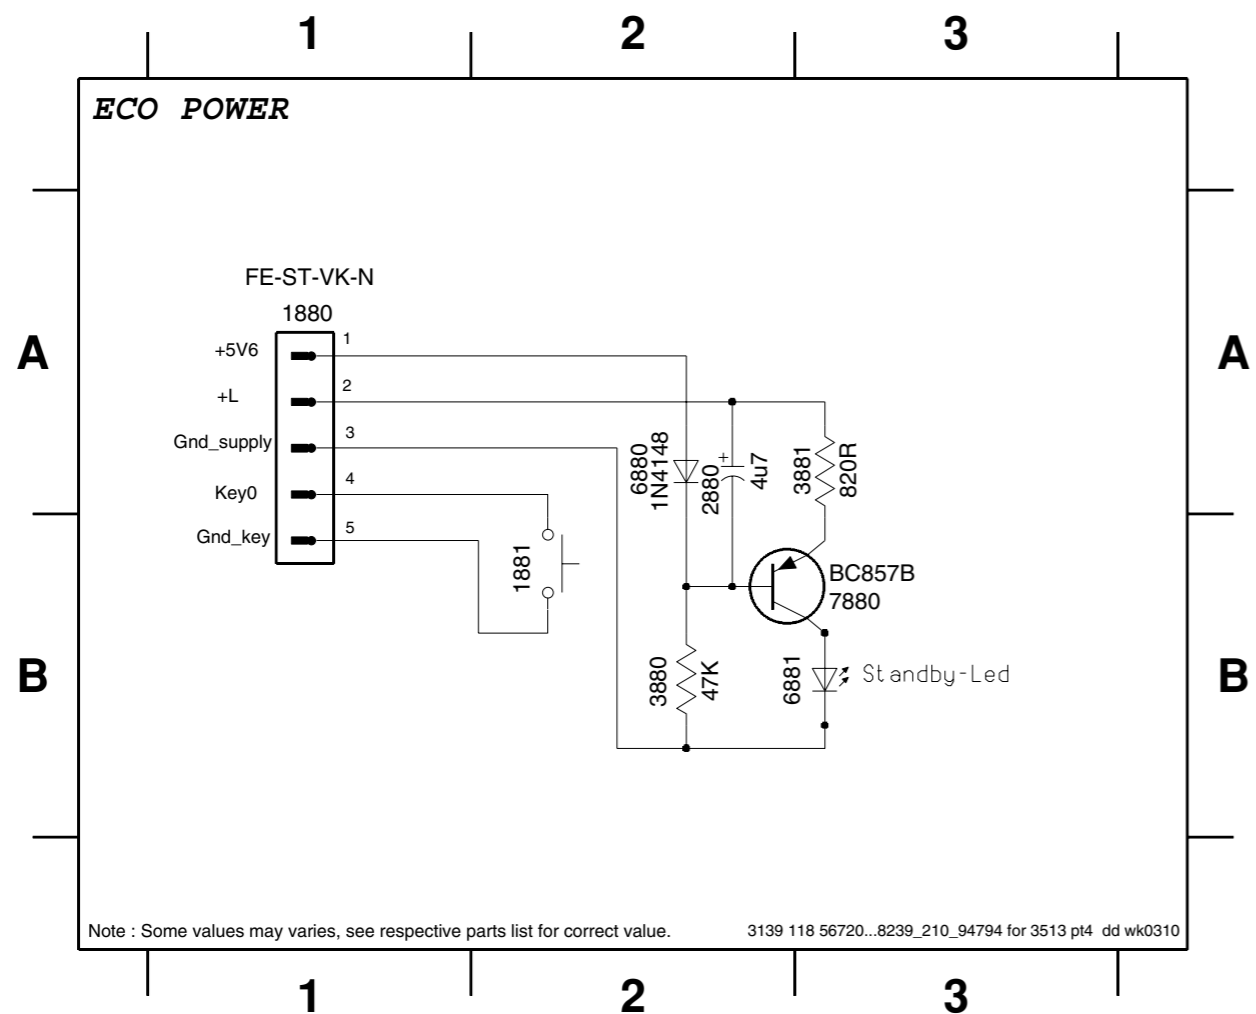 1 2 3
ECO POWER
FE-ST-VK-N
1880
A
A
+5V6
1
+L
2
Gnd_supply
3
Key0
4
Gnd_key
5
6880
1N4148
2880
+
4u7
3881
820R
1881
BC857B
7880
B
B
3880
47K
6881
Standby-Led
Note : Some values may varies, see respective parts list for correct value.
3139 118 56720...8239_210_94794 for 3513 pt4 dd wk0310
1 2 3